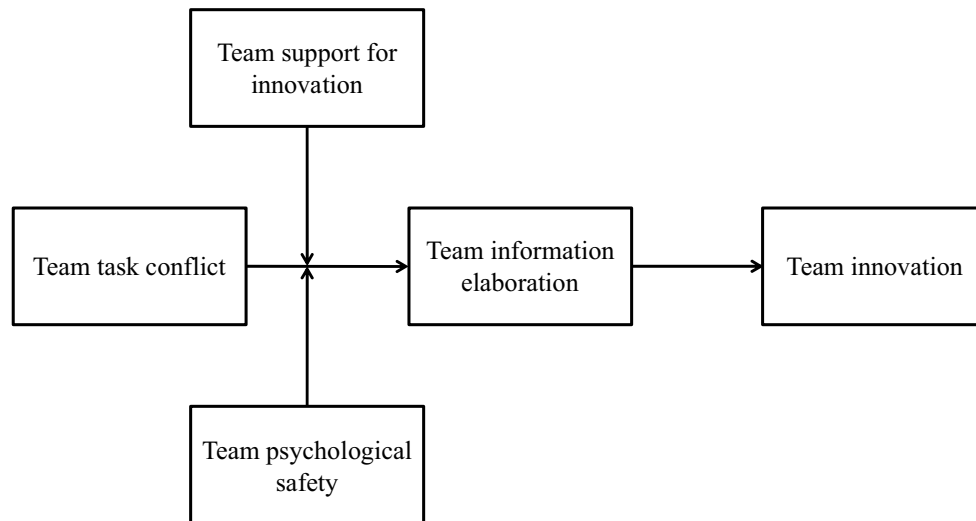 Team support for
innovation
Team task conflict
Team information
elaboration
Team innovation
Team psychological
safety